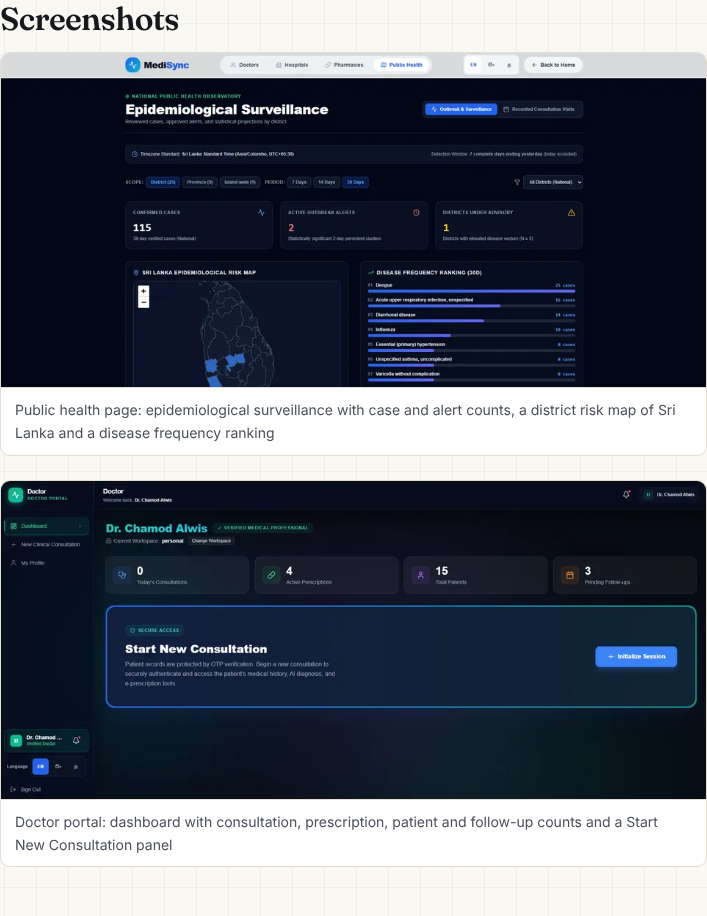 Screenshots
MediSync
Doctors
Hospitals
Pharmacies
Public Health
EN
Back to Home
NATIONAL PUBLIC HEALTH OBSERVATORY
Epidemiological Surveillance
Reviewed cases, approved alerts, and statistical projections by district.
Outbreak & Surveillance
Recorded Consultation Visits
Timezone Standard: Sri Lanka Standard Time (Asia/Colombo, UTC+05:30)
Detection Window: 7 complete days ending yesterday (today excluded)
SCOPE:
District (25)
Province (9)
Island-wide (1)
PERIOD:
7 Days
14 Days
30 Days
All Districts (National)
CONFIRMED CASES
115
30-day verified cases (National)
ACTIVE OUTBREAK ALERTS
2
Statistically significant 2-day persistent clusters
DISTRICTS UNDER ADVISORY
1
Districts with elevated disease vectors (N ≥ 3)
SRI LANKA EPIDEMIOLOGICAL RISK MAP
+
−
DISEASE FREQUENCY RANKING (30D)
#1 Dengue 25 CASES
#2 Acute upper respiratory infection, unspecified 16 CASES
#3 Diarrhoeal disease 14 CASES
#4 Influenza 10 CASES
#5 Essential (primary) hypertension 8 CASES
#6 Unspecified asthma, uncomplicated 8 CASES
#7 Varicella without complication 8 CASES
Public health page: epidemiological surveillance with case and alert counts, a district risk map of Sri
Lanka and a disease frequency ranking
Doctor
DOCTOR PORTAL
Dashboard
New Clinical Consultation
My Profile
Doctor
Welcome back, Dr. Chamod Alwis
D
Dr. Chamod Alwis
Dr. Chamod Alwis
VERIFIED MEDICAL PROFESSIONAL
Current Workspace personal Change Workspace
0
Today's Consultations
4
Active Prescriptions
15
Total Patients
3
Pending Follow-ups
SECURE ACCESS
Start New Consultation
Patient records are protected by OTP verification. Begin a new consultation to
securely authenticate and access the patient's medical history, AI diagnosis, and
e-prescription tools.
+ Initialize Session
D
Dr. Chamod ...
Verified Doctor
Language
EN
Sign Out
Doctor portal: dashboard with consultation, prescription, patient and follow-up counts and a Start
New Consultation panel